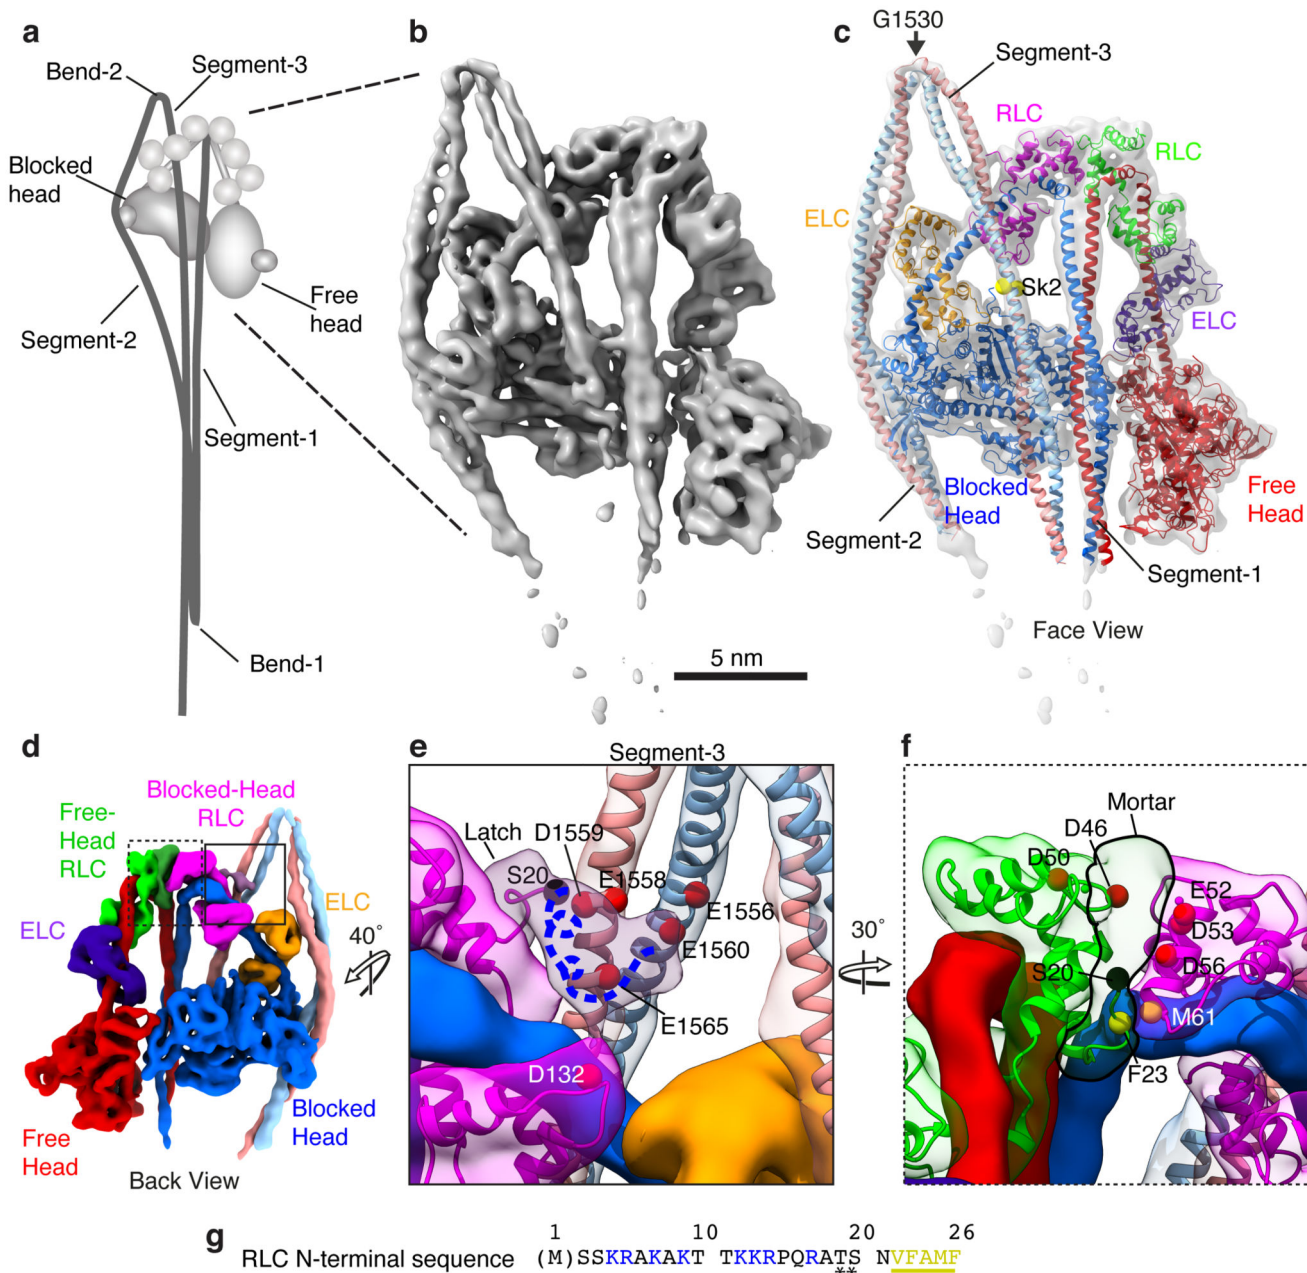 a
Bend-2
Segment-3
Blocked
head
Free
head
Segment-2
Segment-1
Bend-1
b
5 nm
c
G1530
Segment-3
RLC
RLC
ELC
Sk2
ELC
Blocked
Head
Free
Head
Segment-2
Segment-1
Face View
d
Blocked-Head
RLC
Free-
Head
RLC
ELC
ELC
40°
Free
Head
Blocked
Head
Back View
e
Segment-3
Latch
D1559
S20
E1558
E1556
E1560
E1565
D132
30°
f
Mortar
D46
D50
E52
D53
S20
D56
M61
F23
g
1 10 20 26
RLC N-terminal sequence (M)SSKRAKAKT TKKRPQRATS NVFAMF
**